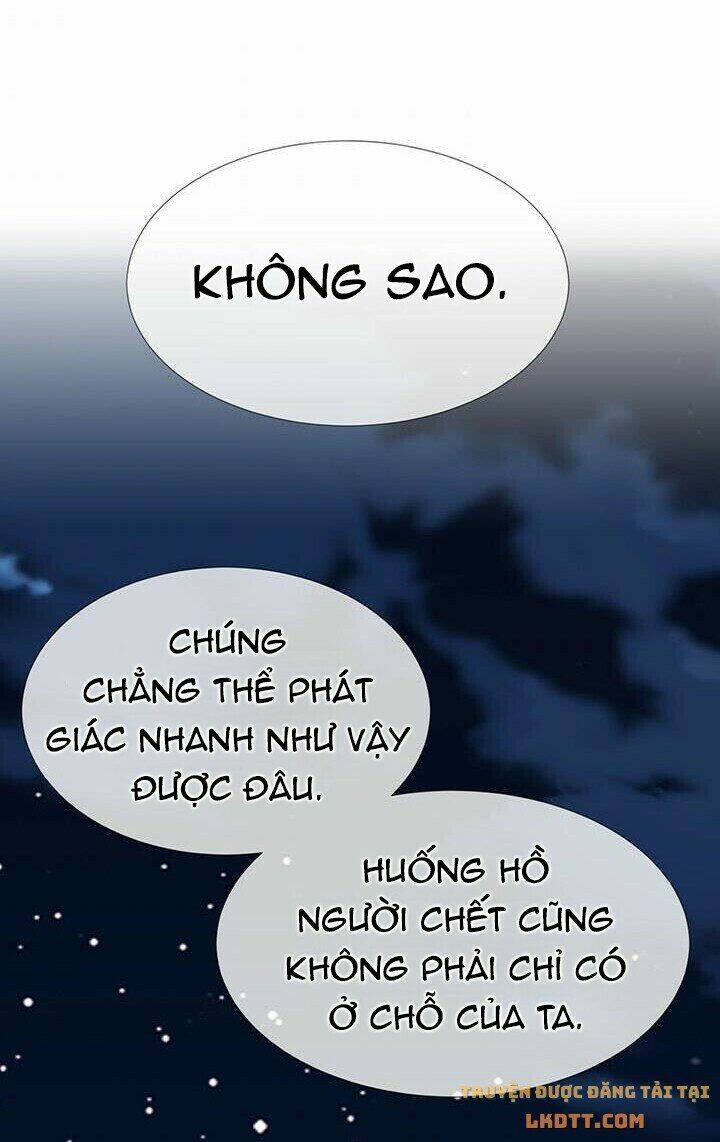 KHÔNG SAO.
CHÚNG
CHẲNG THỂ PHÁT
GIÁC NHANH NHƯ VẬY
ĐƯỢC ĐÂU.
HUỐNG HỒ
NGƯỜI CHẾT CŨNG
KHÔNG PHẢI CHỈ CÓ
Ở CHỖ CỦA TA.
TRUYỆN ĐƯỢC ĐĂNG TẢI TẠI
LKDTT.COM